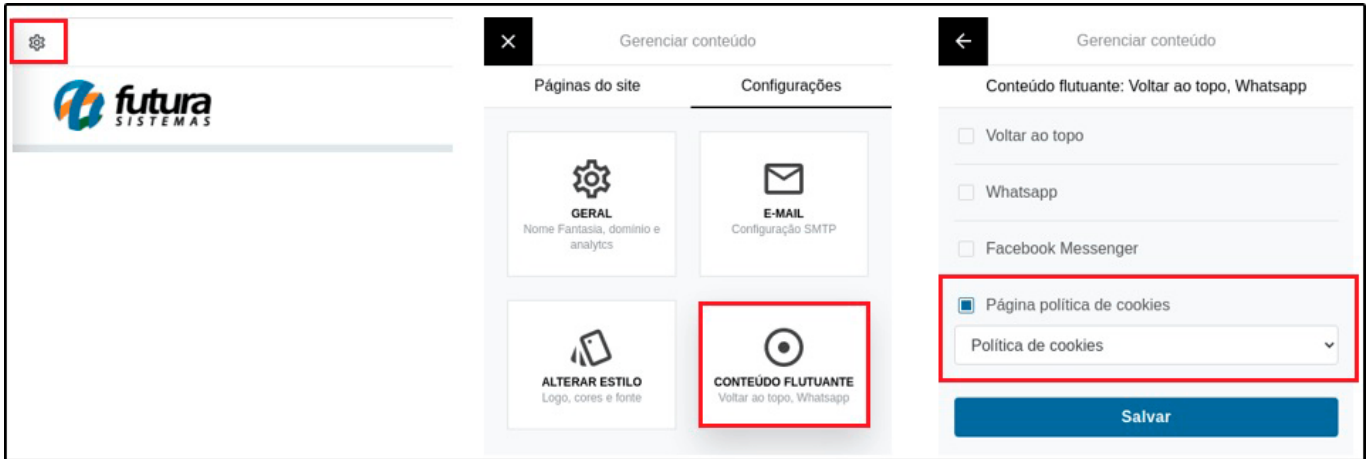 futura
SISTEMAS
Gerenciar conteúdo
Páginas do site
Configurações
GERAL
Nome Fantasia, domínio e
analytcs
E-MAIL
Configuração SMTP
ALTERAR ESTILO
Logo, cores e fonte
CONTEÚDO FLUTUANTE
Voltar ao topo, Whatsapp
Gerenciar conteúdo
Conteúdo flutuante: Voltar ao topo, Whatsapp
Voltar ao topo
Whatsapp
Facebook Messenger
Página política de cookies
Política de cookies
Salvar